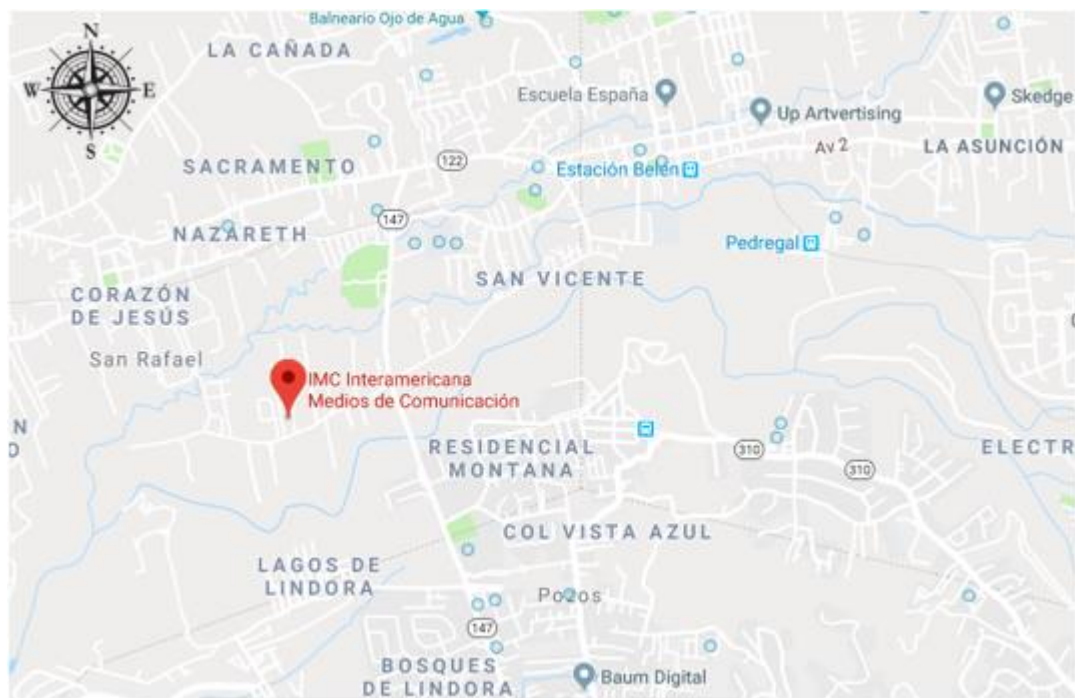 Balneario Ojo de Agua
N
LA CAÑADA
W
E
Escuela España
Skedge
Up Artvertising
S
Av 2
LA ASUNCIÓN
SACRAMENTO
122
Estación Belén
147
NAZARETH
Pedregal
SAN VICENTE
CORAZÓN
DE JESÚS
San Rafael
IMC Interamericana
Medios de Comunicación
N
O
RESIDENCIAL
MONTANA
310
ELECTR
310
COL VISTA AZUL
LAGOS DE
LINDORA
Pozos
147
BOSQUES
DE LINDORA
Baum Digital